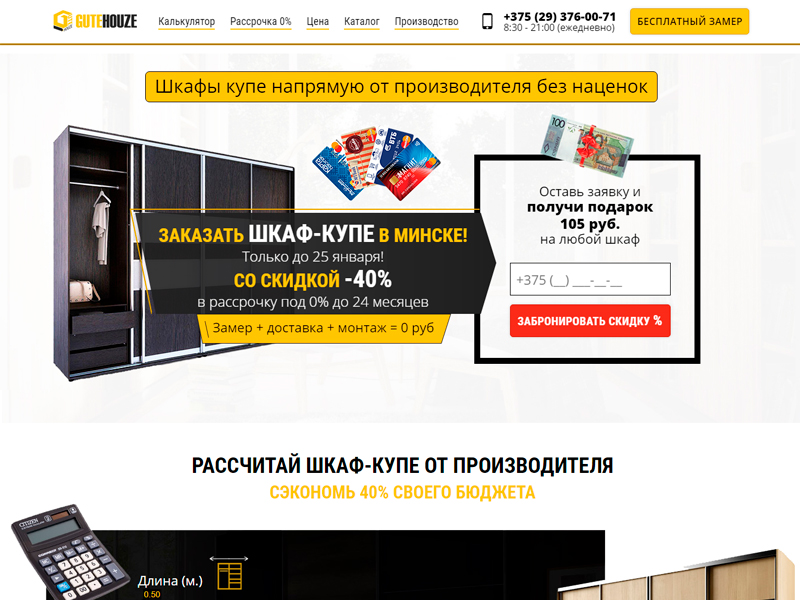 GUTEHOUZE
Калькулятор
Рассрочка 0%
Цена
Каталог
Производство
+375 (29) 376-00-71
8:30 - 21:00 (ежедневно)
БЕСПЛАТНЫЙ ЗАМЕР
Шкафы купе напрямую от производителя без наценок
ВТБ
МАГНИТ
100
ЗАКАЗАТЬ ШКАФ-КУПЕ В МИНСКЕ!
Только до 25 января!
СО СКИДКОЙ -40%
в рассрочку под 0% до 24 месяцев
Замер + доставка + монтаж = 0 руб
Оставь заявку и
получи подарок
105 руб.
на любой шкаф
+375 (__) ___-__-__
ЗАБРОНИРОВАТЬ СКИДКУ %
РАССЧИТАЙ ШКАФ-КУПЕ ОТ ПРОИЗВОДИТЕЛЯ
СЭКОНОМЬ 40% СВОЕГО БЮДЖЕТА
CITIZEN
Длина (м.)
0.50